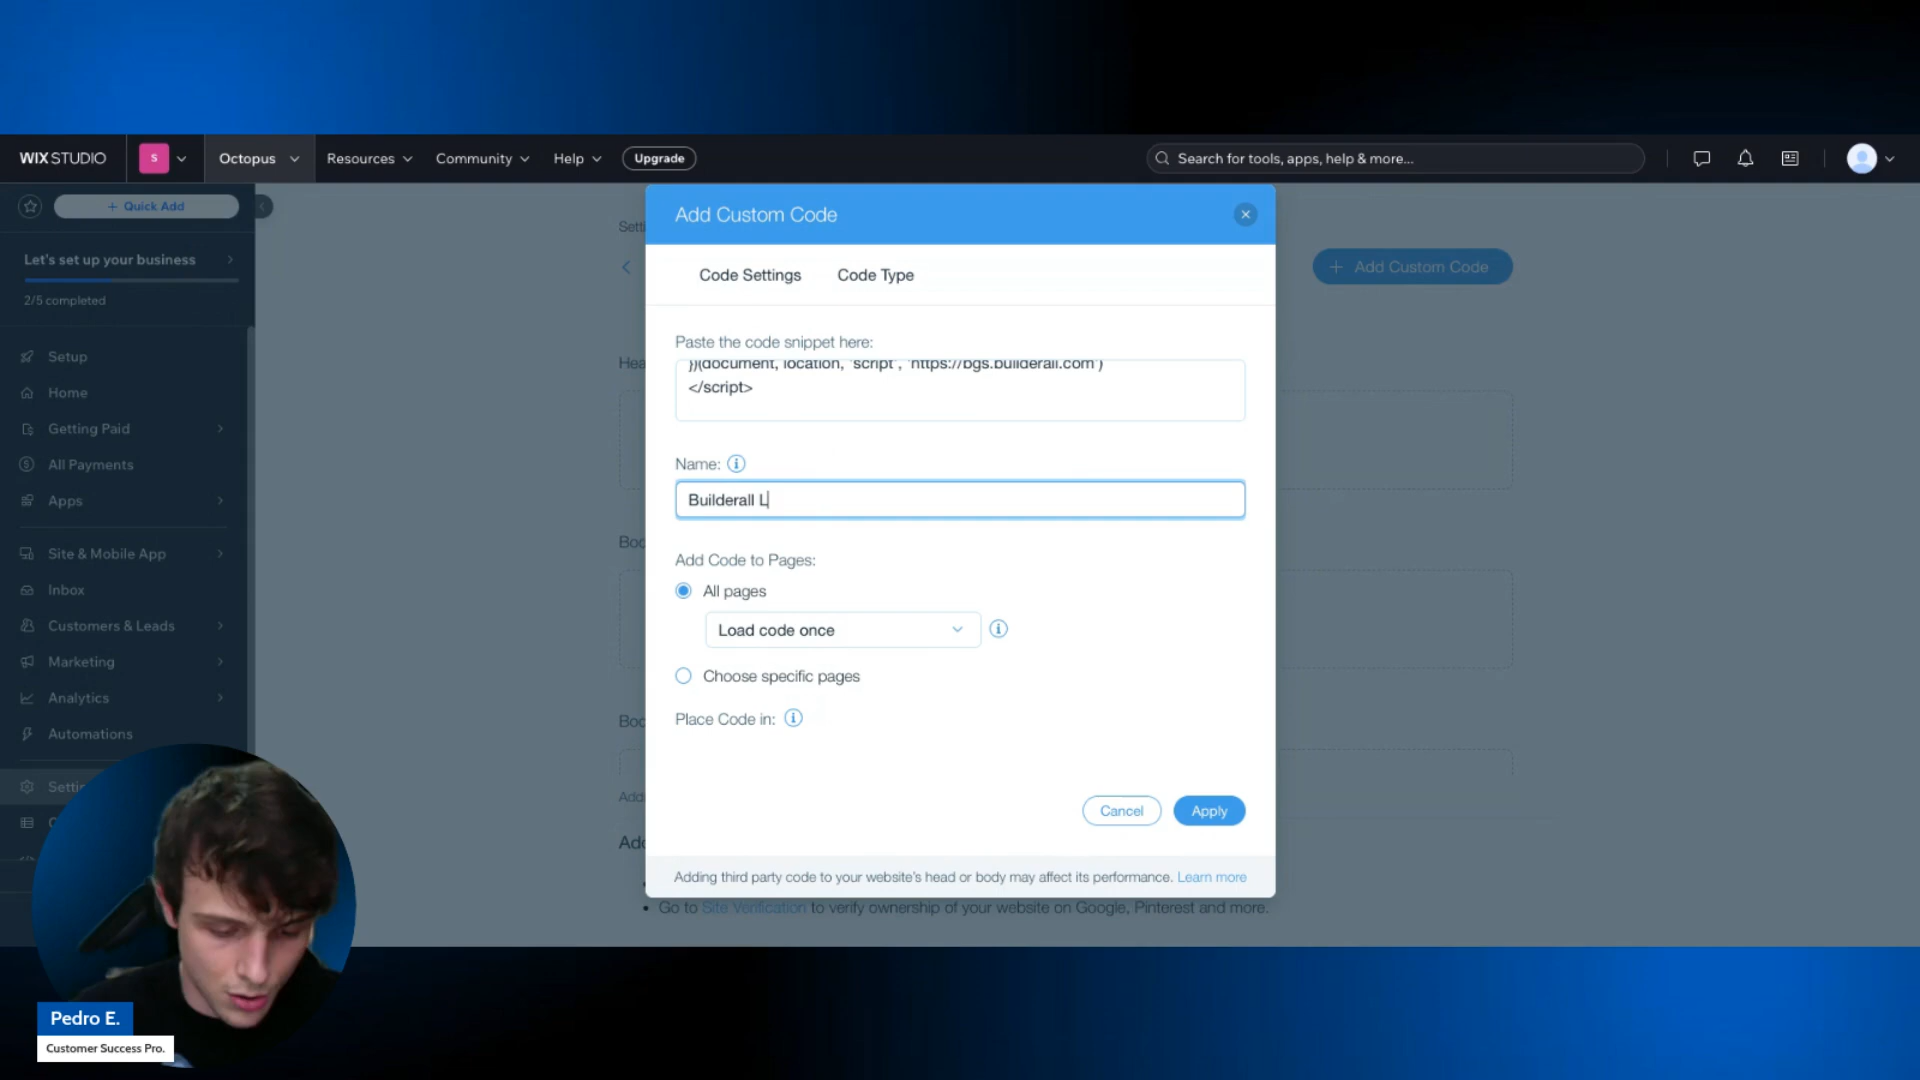 WIX STUDIO
S
Octopus
Resources
Community
Help
Upgrade
Search for tools, apps, help & more...
+ Quick Add
Let's set up your business
2/5 completed
Setup
Home
Getting Paid
All Payments
Apps
Site & Mobile App
Inbox
Customers & Leads
Marketing
Analytics
Automations
Add Custom Code
+ Add Custom Code
Code Settings
Code Type
Paste the code snippet here:
})(document, location, 'script', 'https://bgs.builderall.com')
</script>
Name:
Builderall L
Add Code to Pages:
All pages
Load code once
Choose specific pages
Place Code in:
Cancel
Apply
Adding third party code to your website's head or body may affect its performance. Learn more
• Go to Site Verification to verify ownership of your website on Google, Pinterest and more.
Pedro E.
Customer Success Pro.